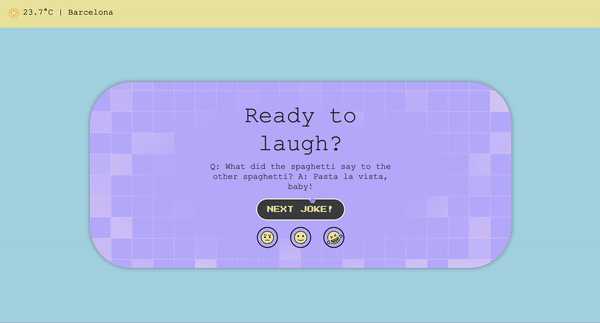 23.7°C | Barcelona
Ready to
laugh?
Q: What did the spaghetti say to the
other spaghetti? A: Pasta la vista,
baby!
NEXT JOKE!